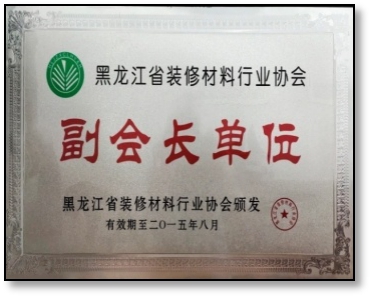 黑龙江省装修材料行业协会
副会长单位
黑龙江省装修材料行业协会颁发
有效期至二〇一五年八月